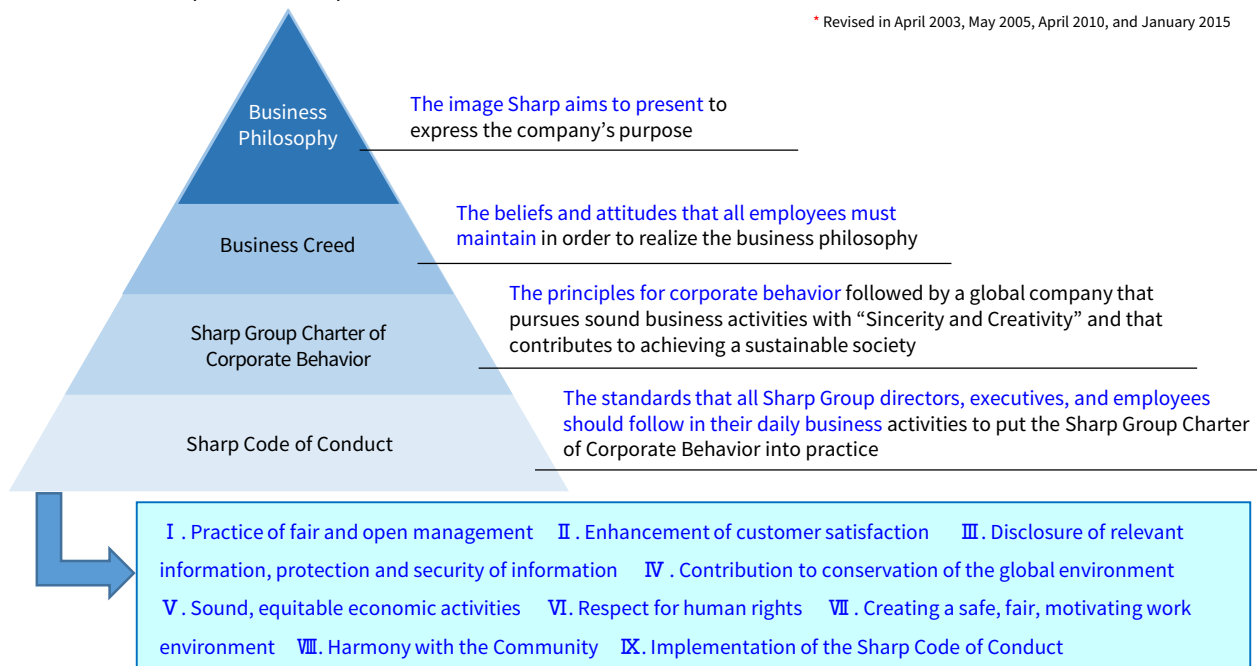 * Revised in April 2003, May 2005, April 2010, and January 2015
Business
Philosophy
The image Sharp aims to present to
express the company’s purpose
Business Creed
The beliefs and attitudes that all employees must
maintain in order to realize the business philosophy
Sharp Group Charter of
Corporate Behavior
The principles for corporate behavior followed by a global company that
pursues sound business activities with “Sincerity and Creativity” and that
contributes to achieving a sustainable society
Sharp Code of Conduct
The standards that all Sharp Group directors, executives, and employees
should follow in their daily business activities to put the Sharp Group Charter
of Corporate Behavior into practice
Ⅰ. Practice of fair and open management Ⅱ. Enhancement of customer satisfaction Ⅲ. Disclosure of relevant
information, protection and security of information Ⅳ. Contribution to conservation of the global environment
Ⅴ. Sound, equitable economic activities Ⅵ. Respect for human rights Ⅶ. Creating a safe, fair, motivating work
environment Ⅷ. Harmony with the Community Ⅸ. Implementation of the Sharp Code of Conduct